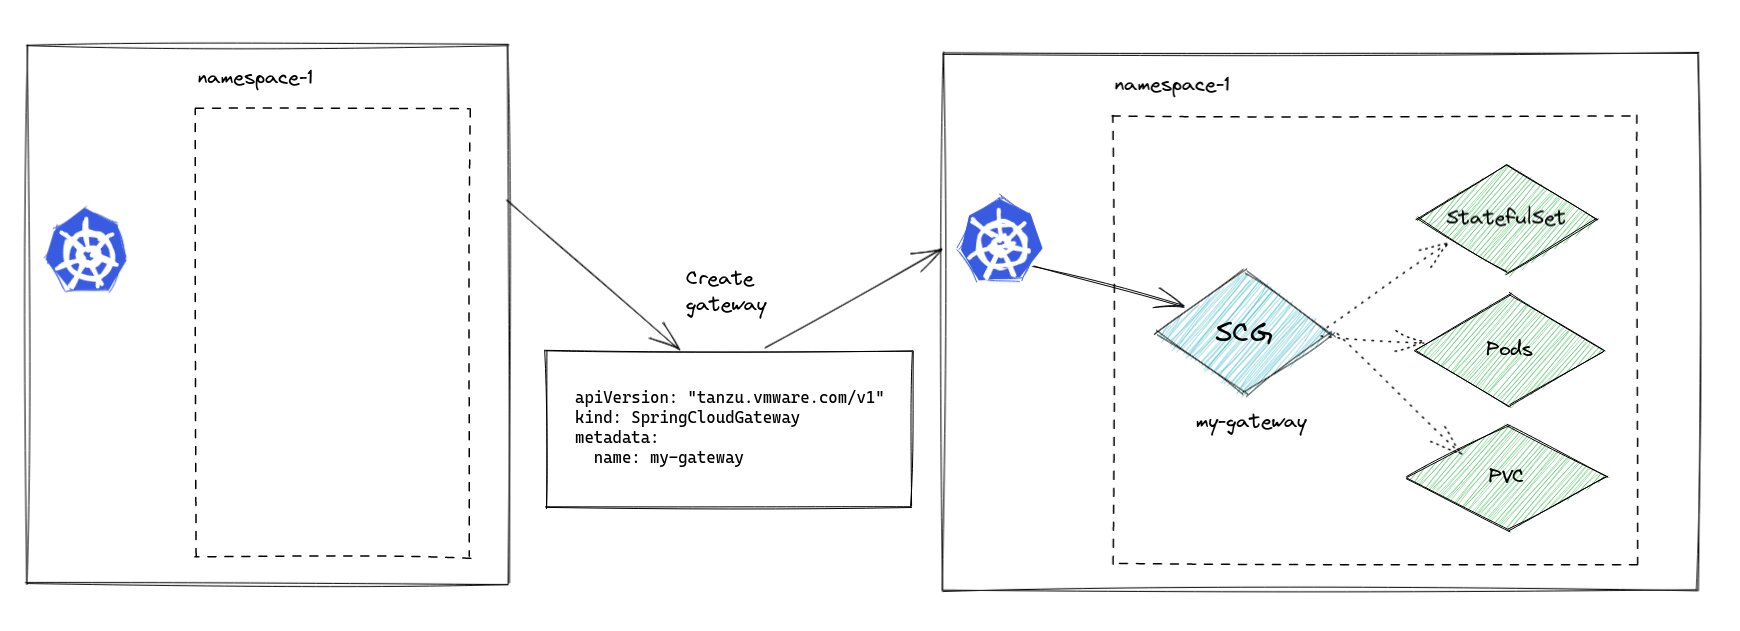 namespace-1
Create
gateway
apiVersion: "tanzu.vmware.com/v1"
kind: SpringCloudGateway
metadata:
  name: my-gateway
namespace-1
StatefulSet
SCG
Pods
my-gateway
PVC